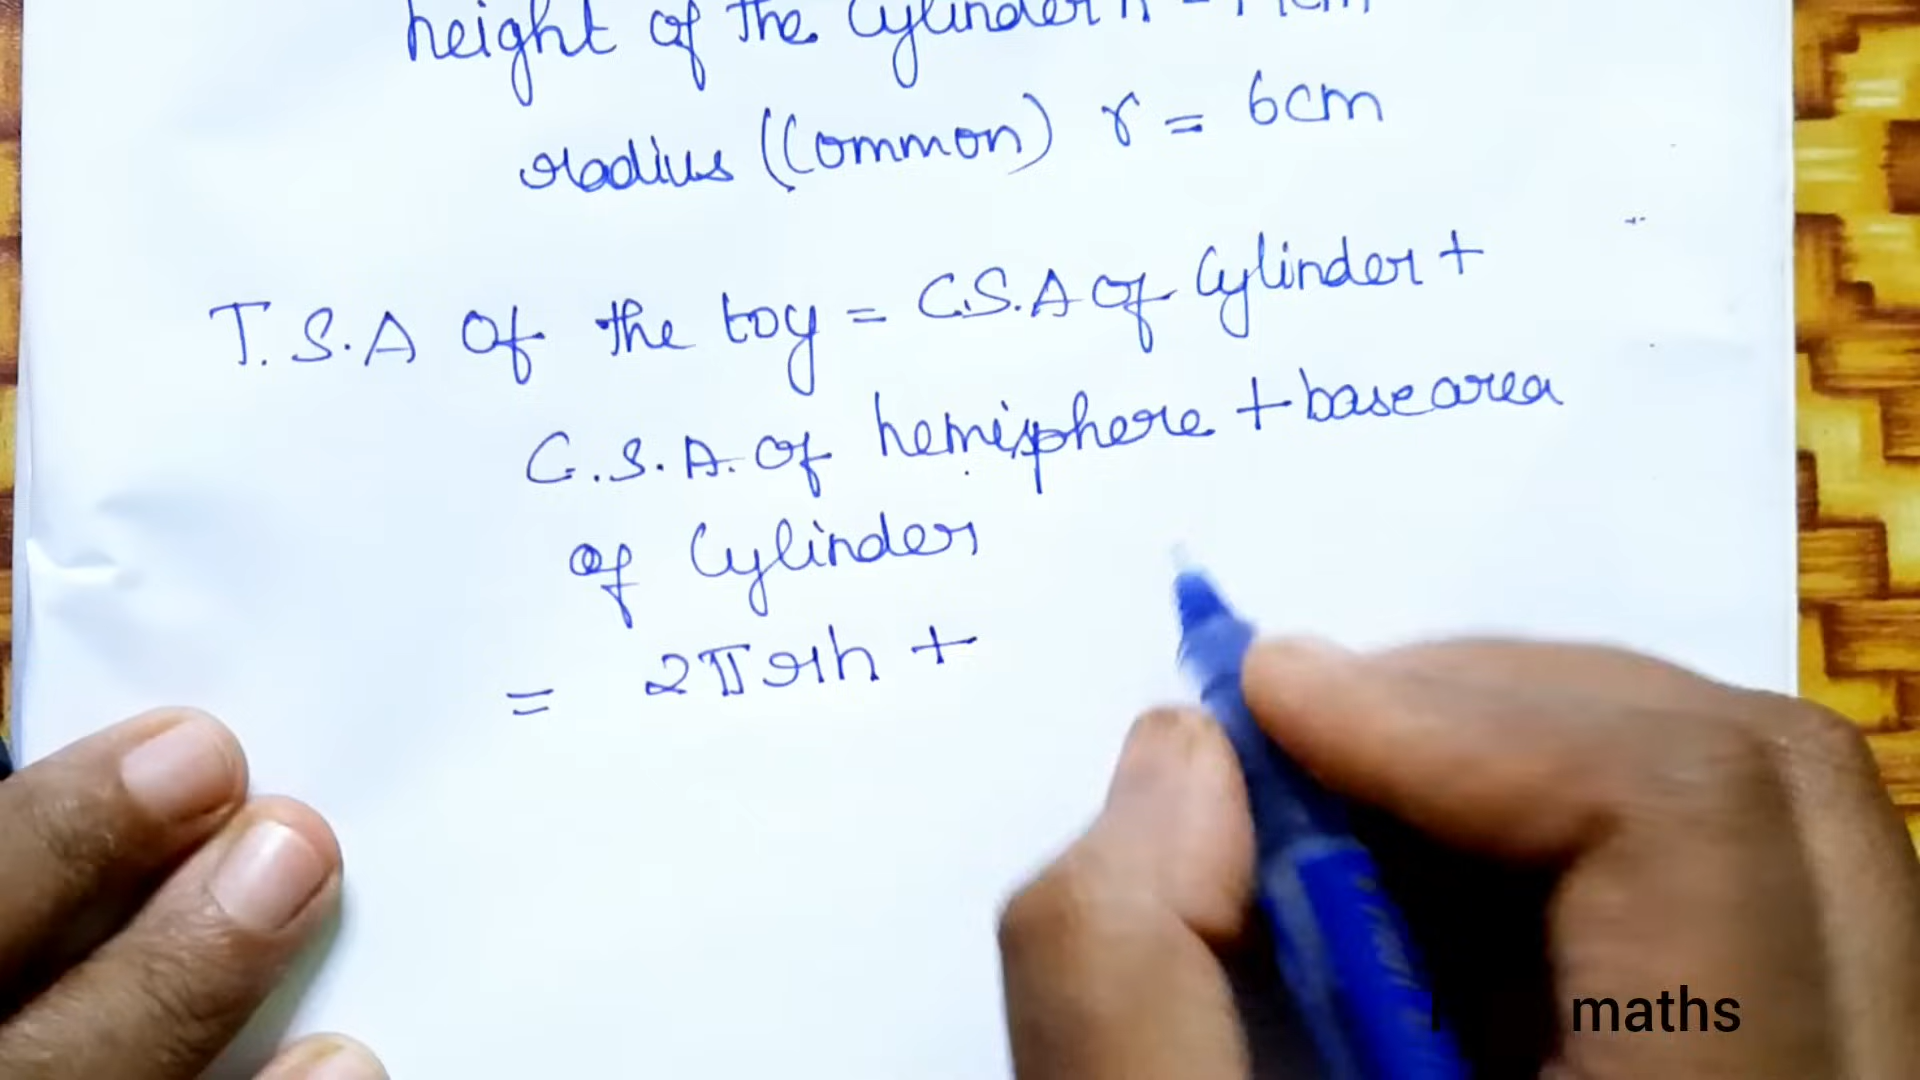 height of the Cylinder h =
radius (Common) r = 6cm
T.S.A of the toy = C.S.A of Cylinder +
C.S.A. of hemisphere + base area
of Cylinder
= 2πrh +
maths